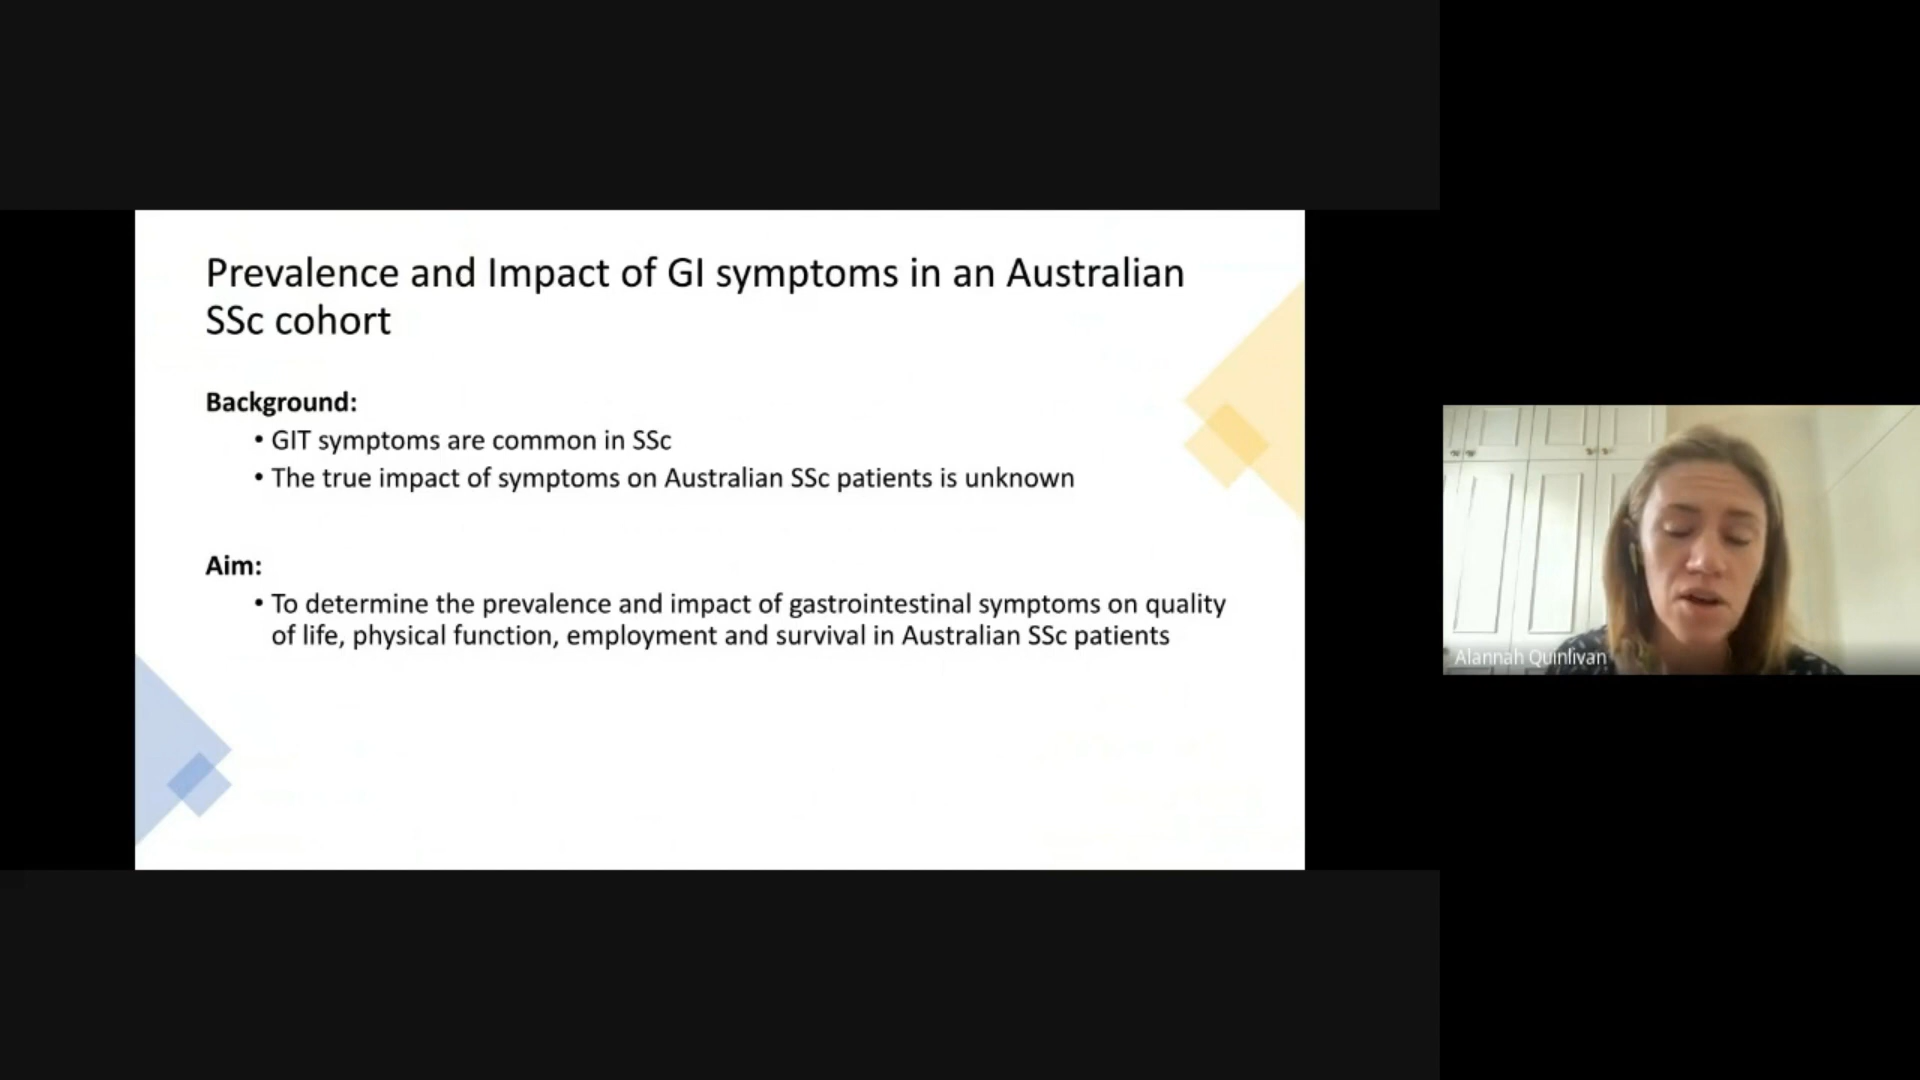 Prevalence and Impact of GI symptoms in an Australian
SSc cohort
Background:
• GIT symptoms are common in SSc
• The true impact of symptoms on Australian SSc patients is unknown
Aim:
• To determine the prevalence and impact of gastrointestinal symptoms on quality
of life, physical function, employment and survival in Australian SSc patients
Alannah Quinlivan